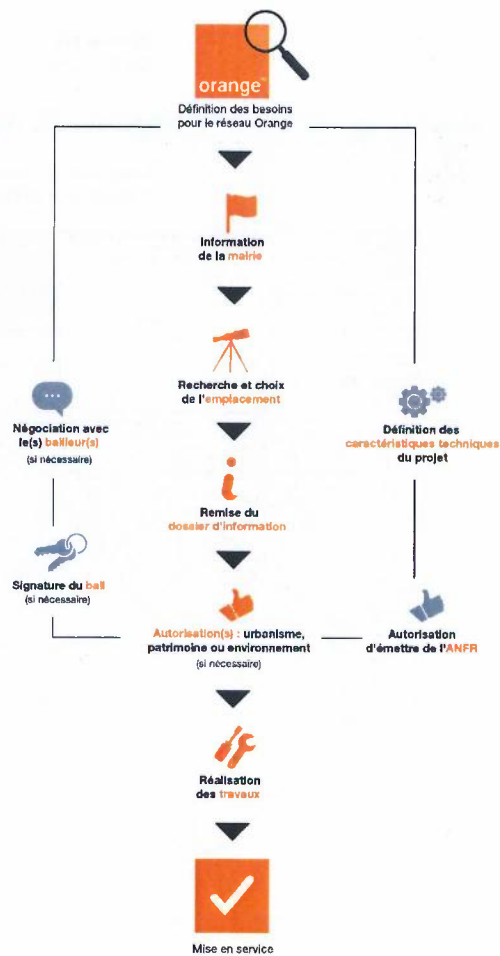 orange™
Définition des besoins
pour le réseau Orange
Information
de la mairie
Recherche et choix
de l'emplacement
Négociation avec
le(s) bailleur(s)
(si nécessaire)
Définition des
caractéristiques techniques
du projet
Remise du
dossier d'information
Signature du bail
(si nécessaire)
Autorisation(s) : urbanisme,
patrimoine ou environnement
(si nécessaire)
Autorisation
d'émettre de l'ANFR
Réalisation
des travaux
Mise en service